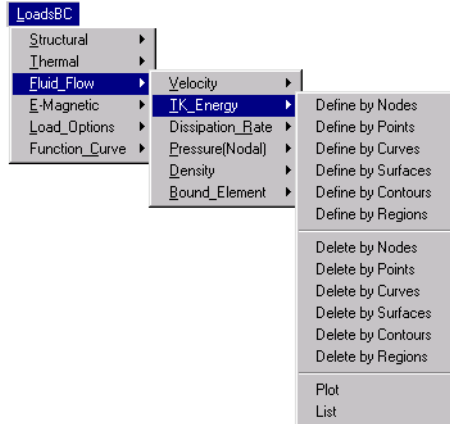 LoadsBC
Structural
Thermal
Fluid_Flow
E-Magnetic
Load_Options
Function_Curve
Velocity
TK_Energy
Dissipation_Rate
Pressure(Nodal)
Density
Bound_Element
Define by Nodes
Define by Points
Define by Curves
Define by Surfaces
Define by Contours
Define by Regions
Delete by Nodes
Delete by Points
Delete by Curves
Delete by Surfaces
Delete by Contours
Delete by Regions
Plot
List